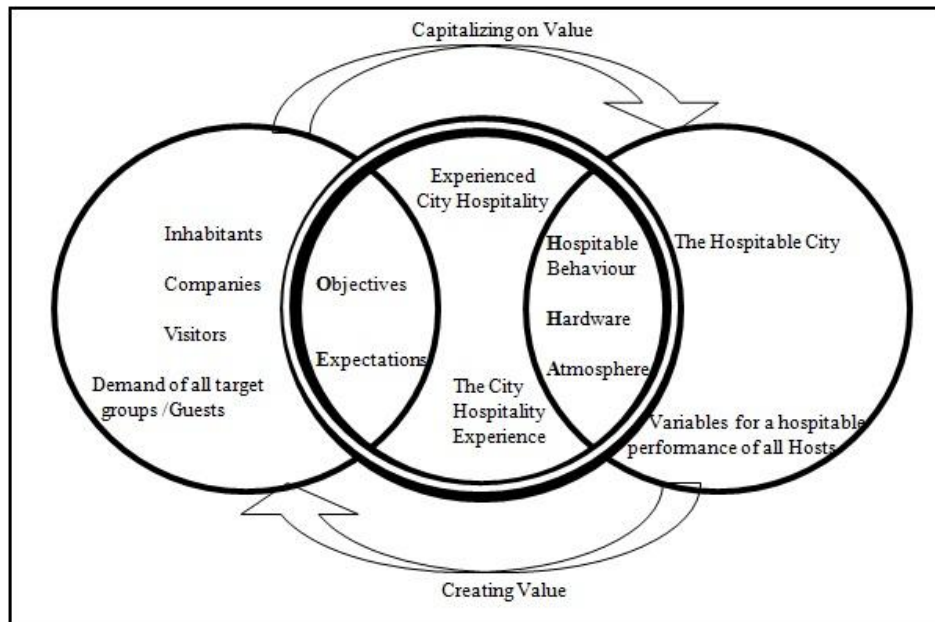 Capitalizing on Value
Experienced
City Hospitality
Inhabitants
Companies
Visitors
Demand of all target
groups /Guests
Objectives
Expectations
Hospitable
Behaviour
Hardware
Atmosphere
The City
Hospitality
Experience
The Hospitable City
Variables for a hospitable
performance of all Hosts
Creating Value